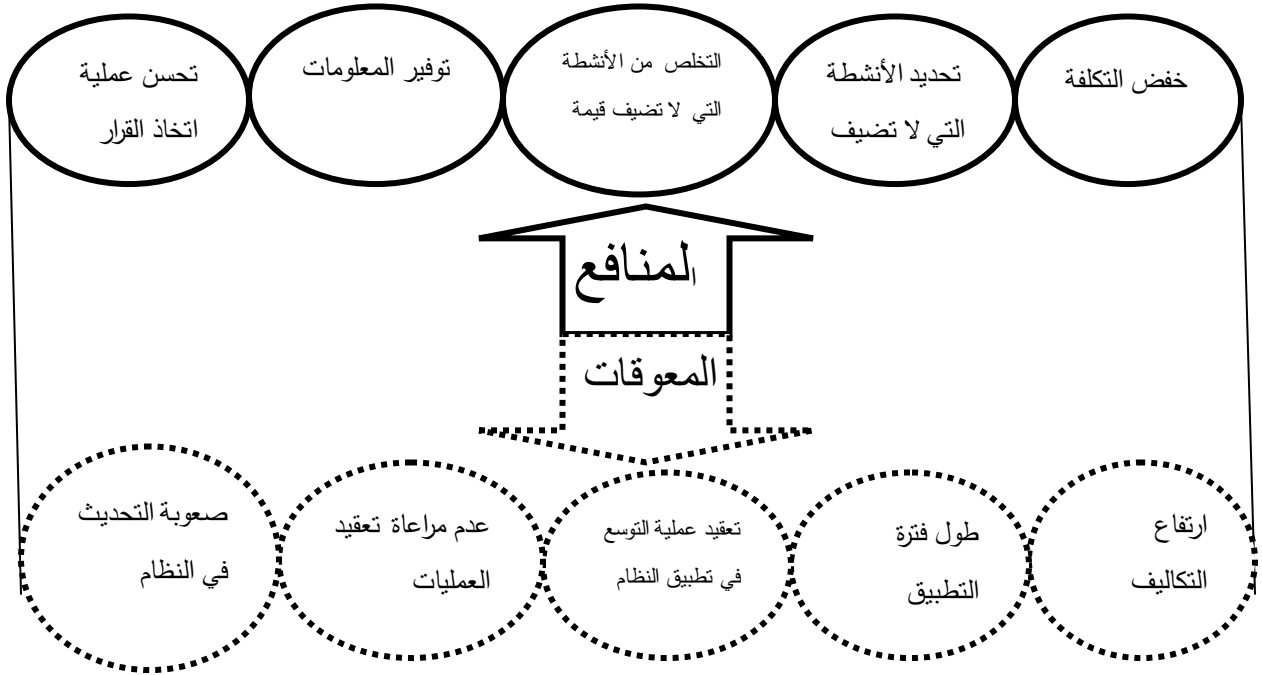 خفض التكلفة
تحديد الأنشطة
التي لا تضيف
التخلص من الأنشطة
التي لا تضيف قيمة
توفير المعلومات
تحسن عملية
اتخاذ القرار
المنافع
المعوقات
ارتفاع
التكاليف
طول فترة
التطبيق
تعقيد عملية التوسع
في تطبيق النظام
عدم مراعاة تعقيد
العمليات
صعوبة التحديث
في النظام